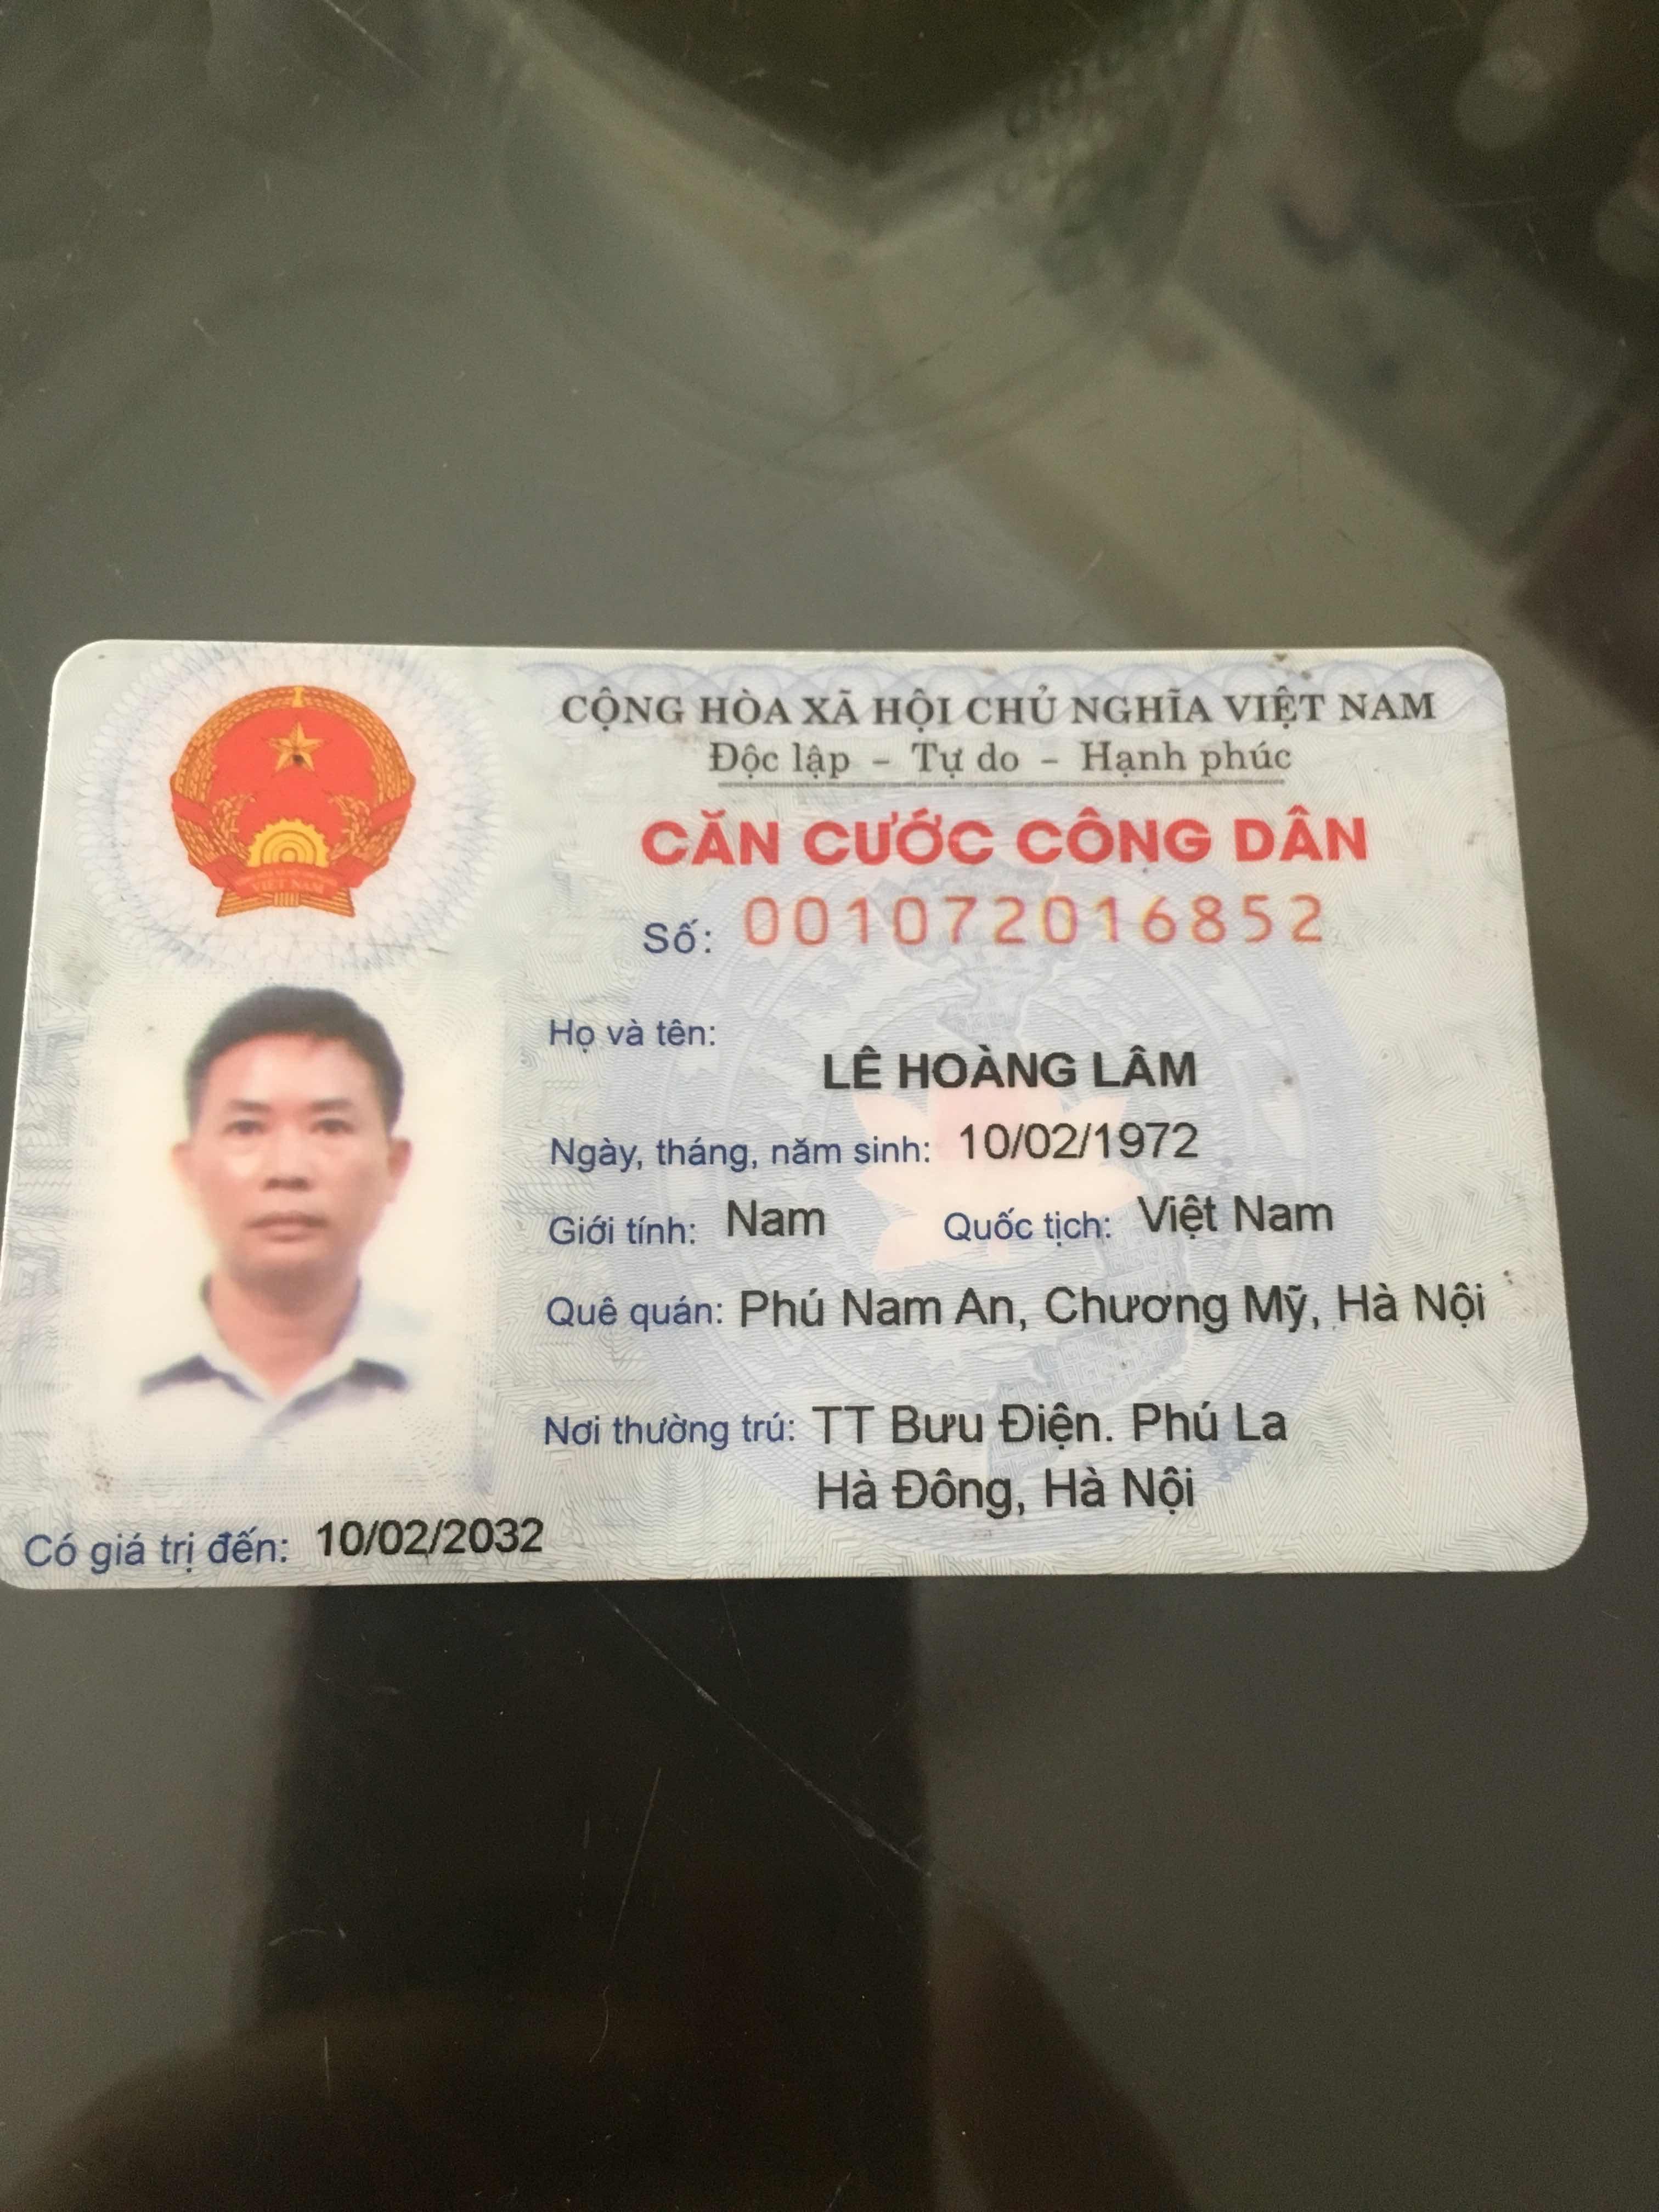 CỘNG HÒA XÃ HỘI CHỦ NGHĨA VIỆT NAM
Độc lập - Tự do - Hạnh phúc
CĂN CƯỚC CÔNG DÂN
Số: 001072016852
Họ và tên:
LÊ HOÀNG LÂM
Ngày, tháng, năm sinh: 10/02/1972
Giới tính: Nam Quốc tịch: Việt Nam
Quê quán: Phú Nam An, Chương Mỹ, Hà Nội
Nơi thường trú: TT Bưu Điện. Phú La
Hà Đông, Hà Nội
Có giá trị đến: 10/02/2032